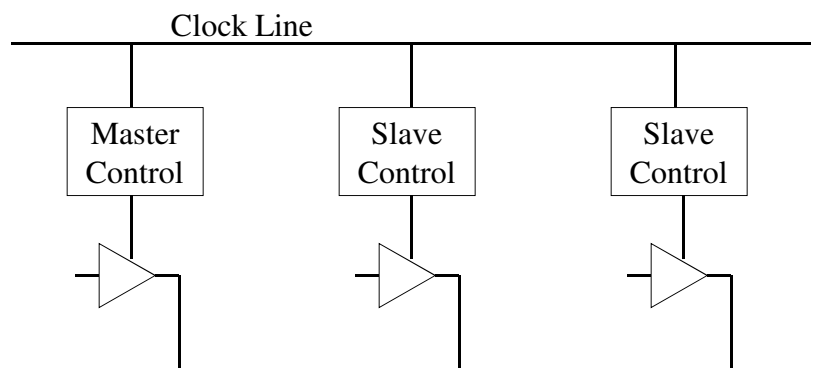 Clock Line
Master
Control
Slave
Control
Slave
Control